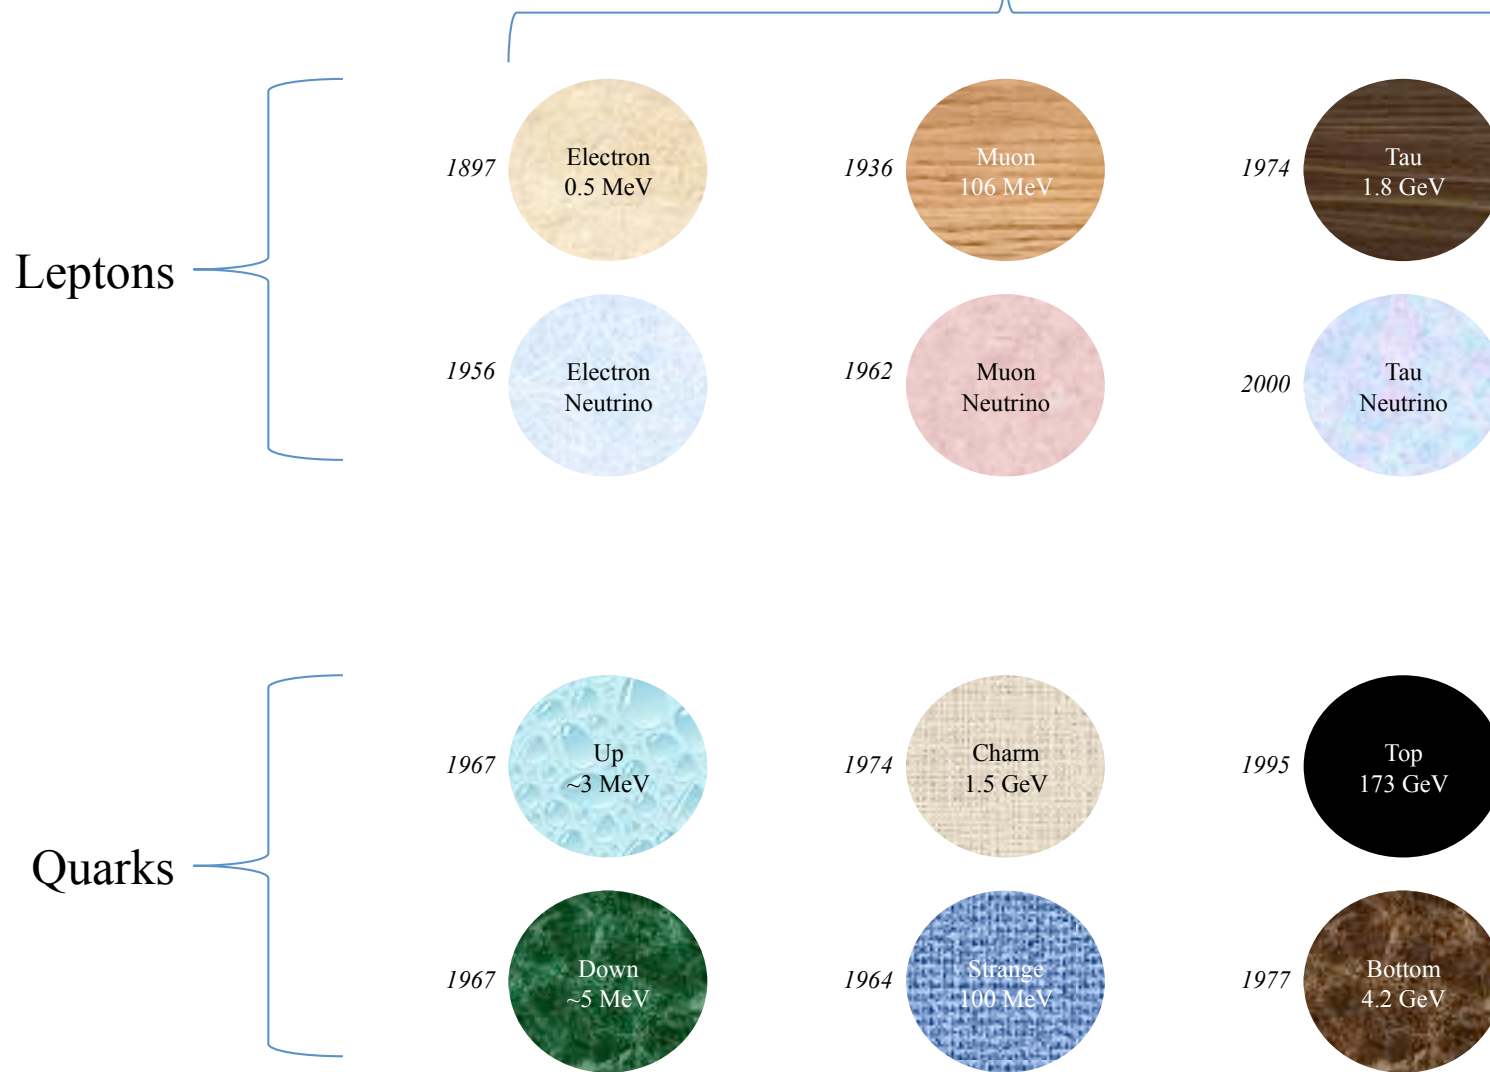 1897
Electron
0.5 MeV
1936
Muon
106 MeV
1974
Tau
1.8 GeV
Leptons
1956
Electron
Neutrino
1962
Muon
Neutrino
2000
Tau
Neutrino
1967
Up
~3 MeV
1974
Charm
1.5 GeV
1995
Top
173 GeV
Quarks
1967
Down
~5 MeV
1964
Strange
100 MeV
1977
Bottom
4.2 GeV